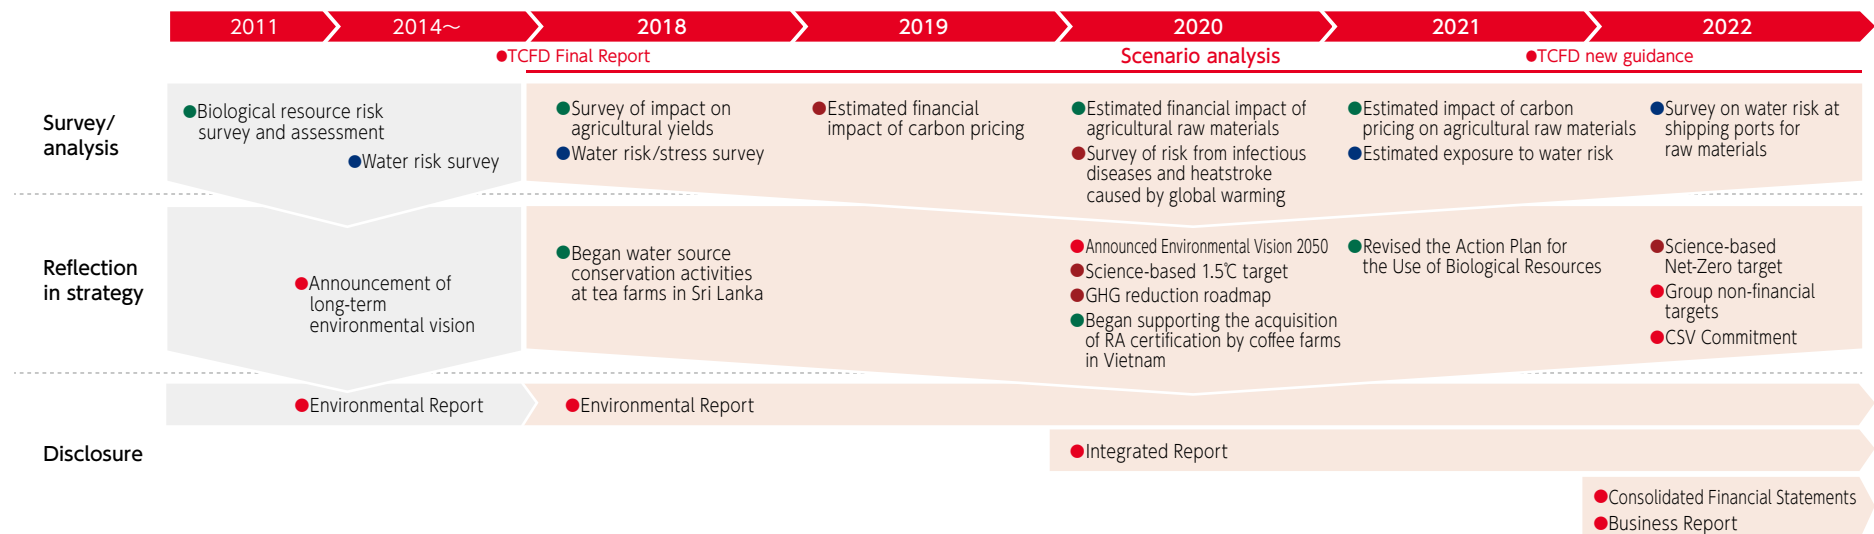 2011
2014～
2018
2019
2020
2021
2022
●TCFD Final Report
Scenario analysis
●TCFD new guidance
Survey/
analysis
●Biological resource risk
survey and assessment
●Water risk survey
●Survey of impact on
agricultural yields
●Water risk/stress survey
●Estimated financial
impact of carbon pricing
●Estimated financial impact of
agricultural raw materials
●Survey of risk from infectious
diseases and heatstroke
caused by global warming
●Estimated impact of carbon
pricing on agricultural raw materials
●Estimated exposure to water risk
●Survey on water risk at
shipping ports for
raw materials
Reflection
in strategy
●Announcement of
long-term
environmental vision
●Began water source
conservation activities
at tea farms in Sri Lanka
●Announced Environmental Vision 2050
●Science-based 1.5℃ target
●GHG reduction roadmap
●Began supporting the acquisition
of RA certification by coffee farms
in Vietnam
●Revised the Action Plan for
the Use of Biological Resources
●Science-based
Net-Zero target
●Group non-financial
targets
●CSV Commitment
Disclosure
●Environmental Report
●Environmental Report
●Integrated Report
●Consolidated Financial Statements
●Business Report